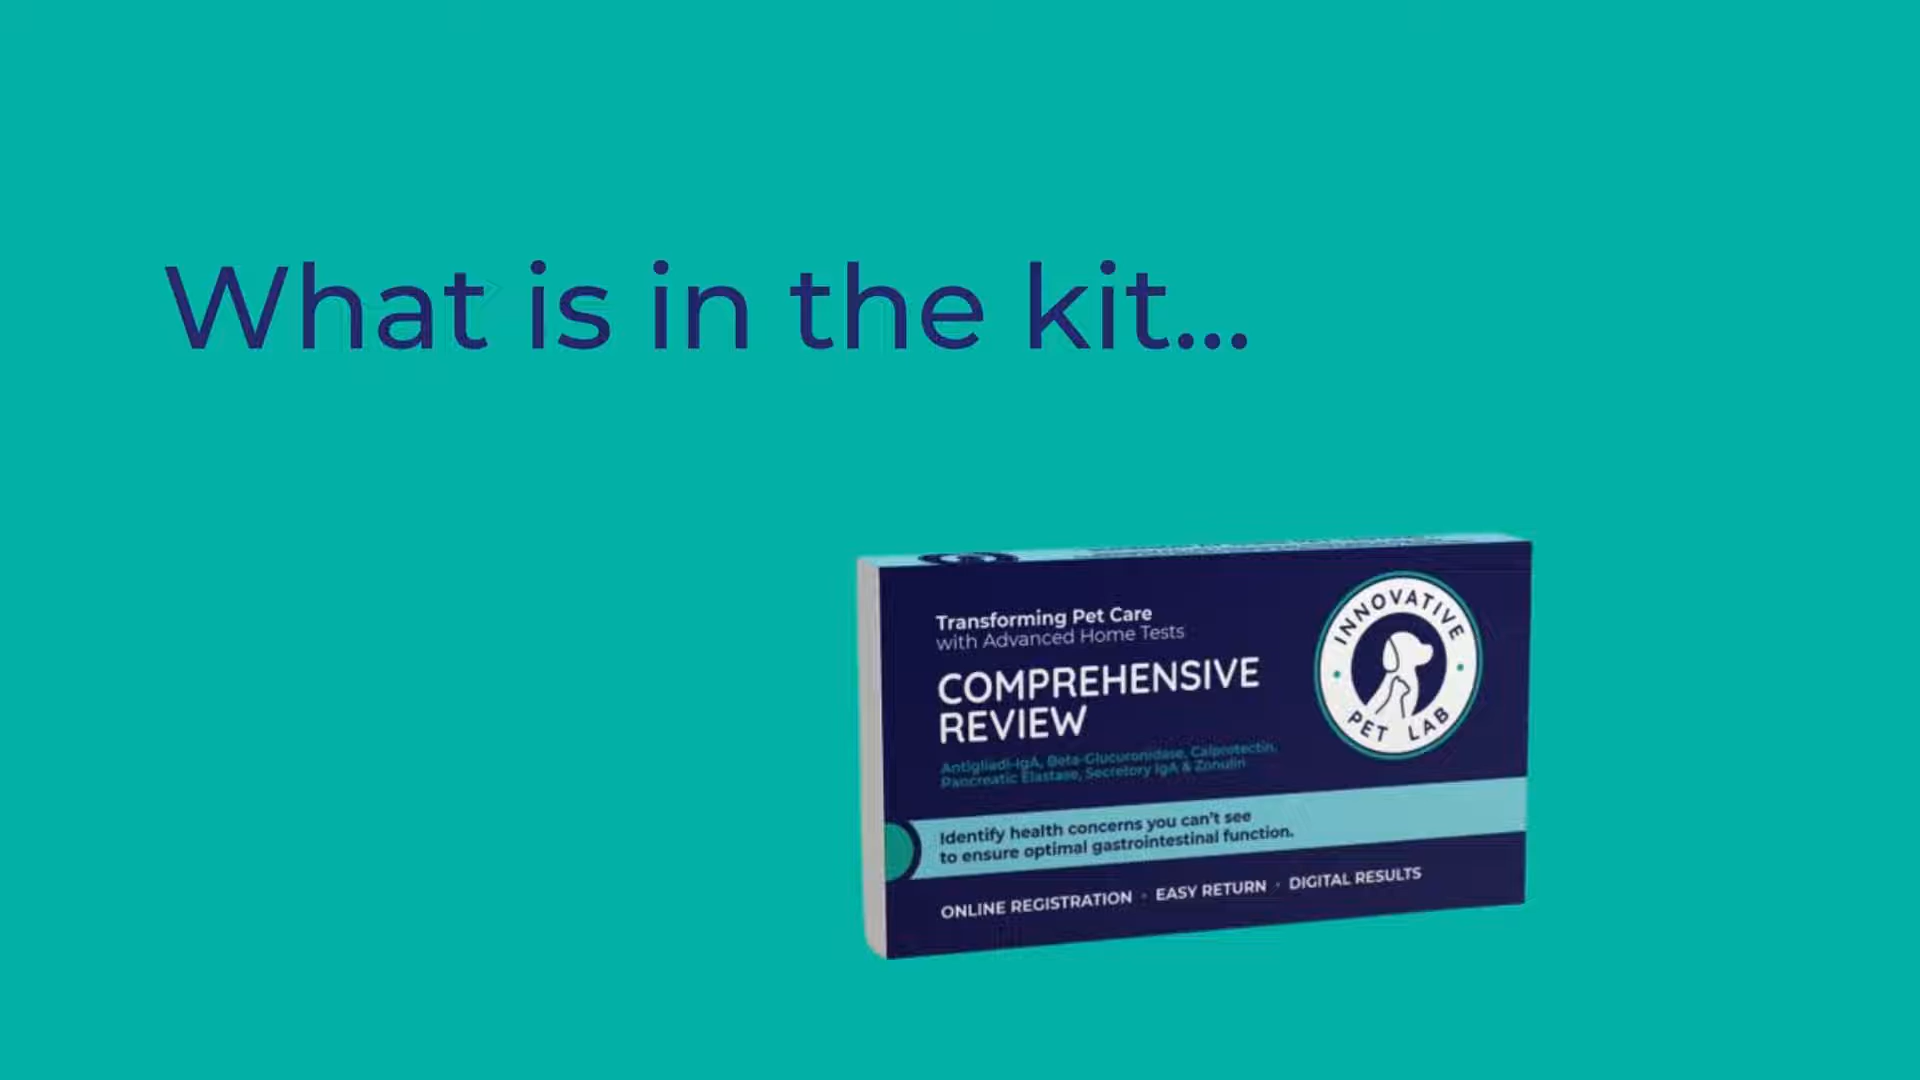 What is in the kit...
Transforming Pet Care
with Advanced Home Tests
COMPREHENSIVE
REVIEW
Antigliadi-IgA, Beta-Glucuronidase, Calprotectin,
Pancreatic Elastase, Secretory IgA & Zonulin
INNOVATIVE
PET LAB
Identify health concerns you can't see
to ensure optimal gastrointestinal function.
ONLINE REGISTRATION · EASY RETURN · DIGITAL RESULTS